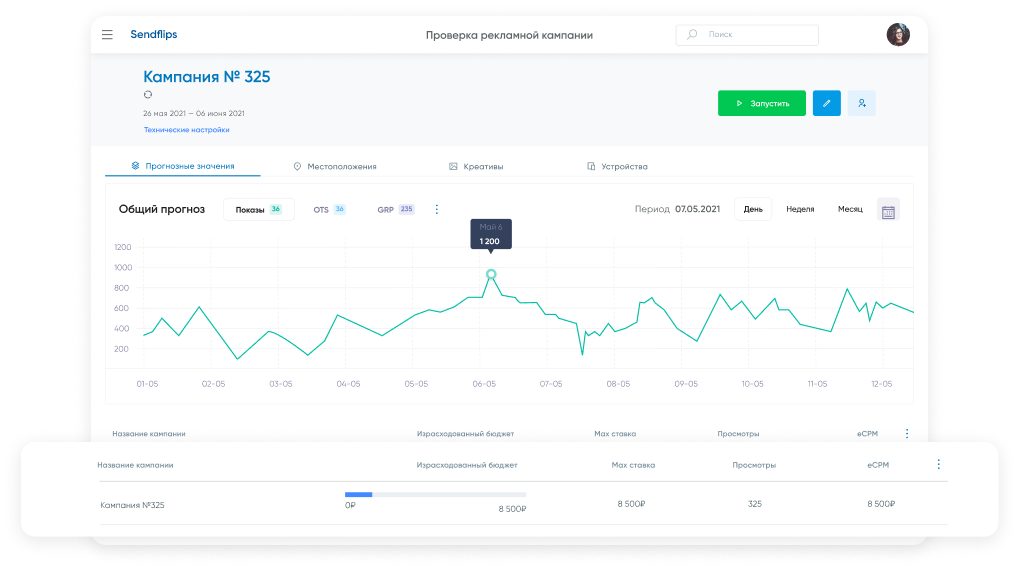 Sendflips
Проверка рекламной кампании
Поиск
Кампания № 325
26 мая 2021 — 06 июня 2021
Технические настройки
Запустить
Прогнозные значения
Местоположения
Креативы
Устройства
Общий прогноз
Показы 36
OTS 36
GRP 235
Период 07.05.2021
День
Неделя
Месяц
Май 6
1 200
1200
1000
800
600
400
200
01-05 02-05 03-05 04-05 05-05 06-05 07-05 08-05 09-05 10-05 11-05 12-05
Название кампании Израсходованный бюджет Мах ставка Просмотры eCPM
Название кампании Израсходованный бюджет Мах ставка Просмотры eCPM
Кампания №325 0₽ 8 500₽ 8 500₽ 325 8 500₽